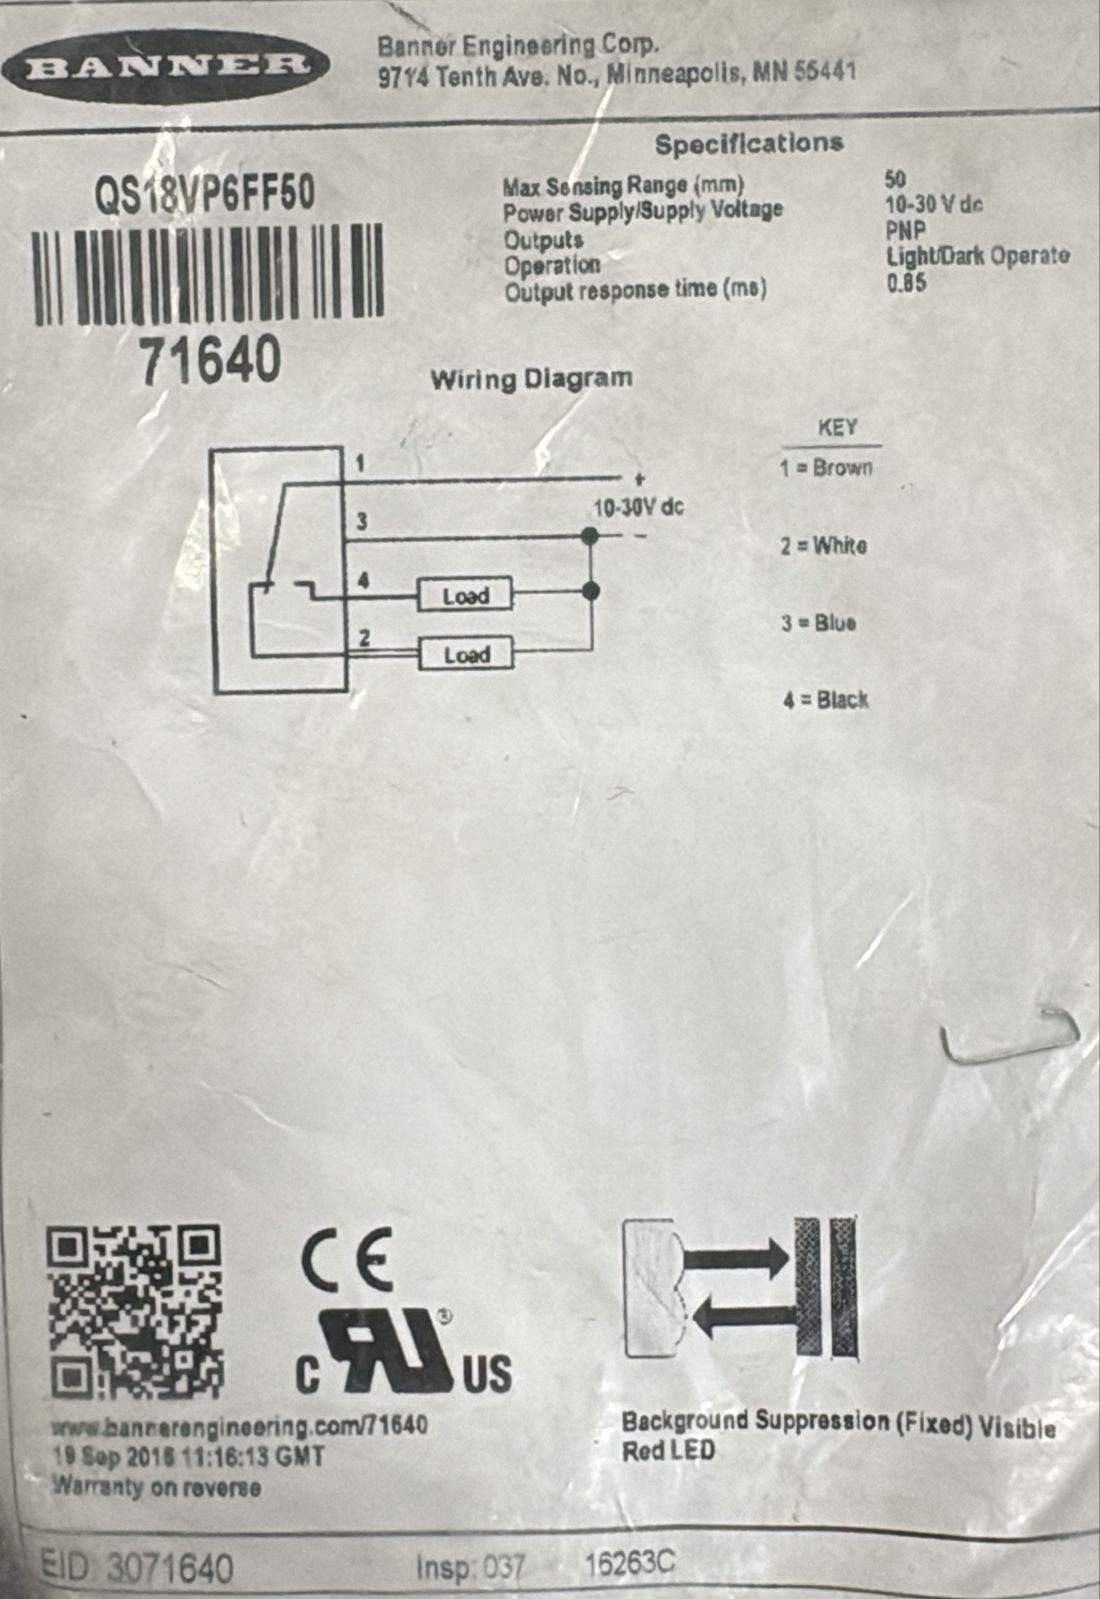 BANNER
Banner Engineering Corp.
9714 Tenth Ave. No., Minneapolis, MN 55441
QS18VP6FF50
71640
Specifications
Max Sensing Range (mm) 50
Power Supply/Supply Voltage 10-30 V dc
Outputs PNP
Operation Light/Dark Operate
Output response time (ms) 0.85
Wiring Diagram
1
+
10-30V dc
3
-
4
Load
2
Load
KEY
1 = Brown
2 = White
3 = Blue
4 = Black
CE
C RU ® US
www.bannerengineering.com/71640
19 Sep 2016 11:16:13 GMT
Warranty on reverse
Background Suppression (Fixed) Visible
Red LED
EID 3071640 Insp: 037 16263C